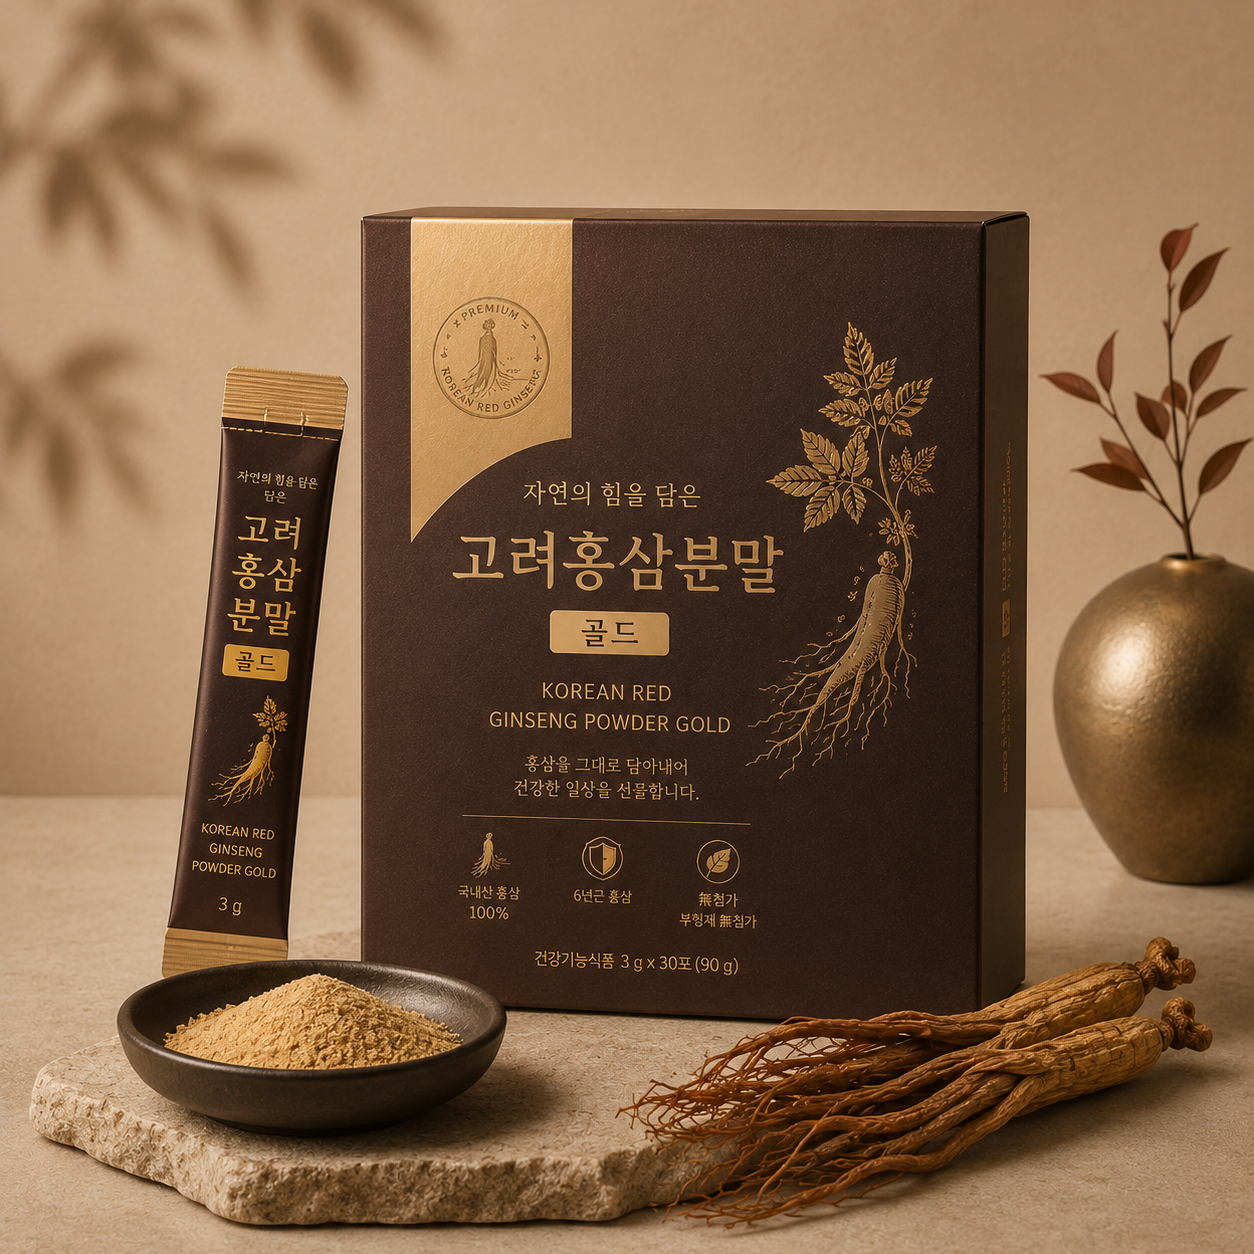 PREMIUM
KOREAN RED GINSENG
자연의 힘을 담은
고려홍삼분말
골드
KOREAN RED
GINSENG POWDER GOLD
홍삼을 그대로 담아내어
건강한 일상을 선물합니다.
국내산 홍삼
100%
6년근 홍삼
無첨가
부형제 無첨가
건강기능식품 3 g x 30포 (90 g)
자연의 힘을 담은
담은
고려
홍삼
분말
골드
KOREAN RED
GINSENG
POWDER GOLD
3 g